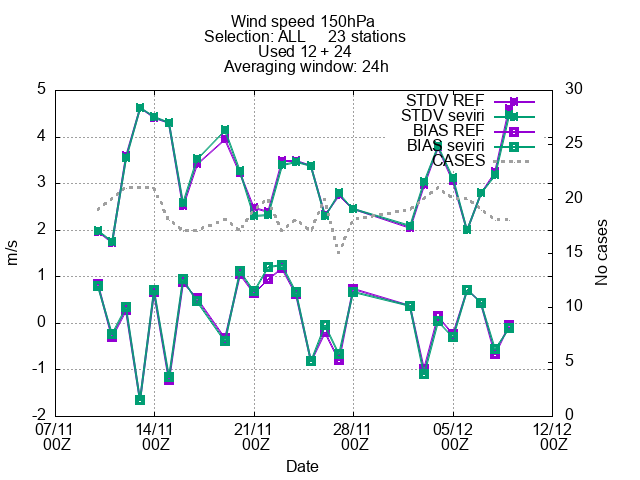 Wind speed 150hPa
Selection: ALL 23 stations
Used 12 + 24
Averaging window: 24h
STDV REF
STDV seviri
BIAS REF
BIAS seviri
CASES
m/s
5
4
3
2
1
0
-1
-2
30
25
20
15
10
5
0
No cases
07/11 14/11 21/11 28/11 05/12 12/12
00Z 00Z 00Z 00Z 00Z 00Z
Date